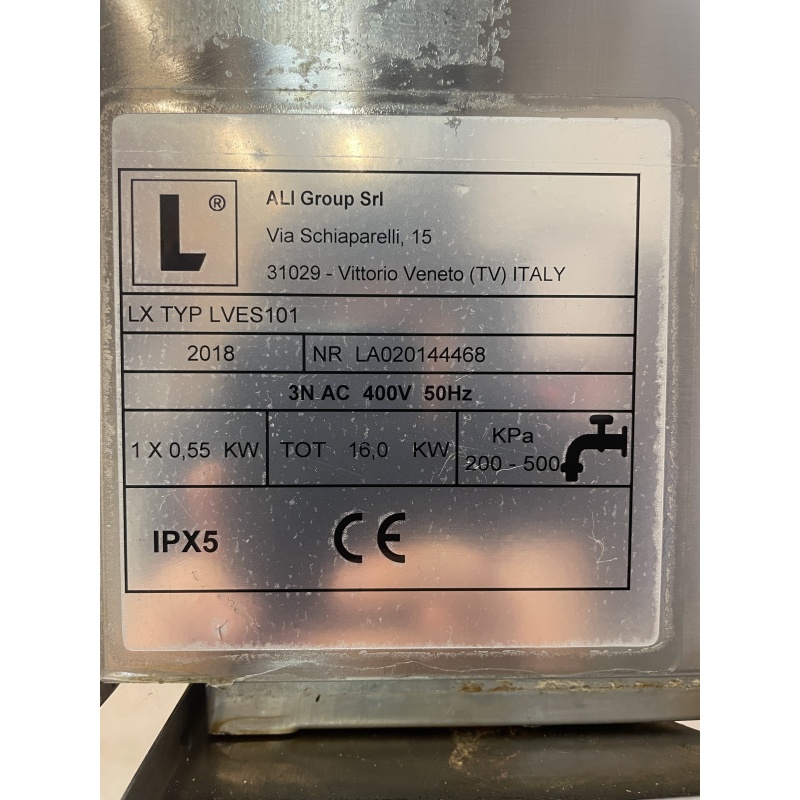 L®
ALI Group Srl
Via Schiaparelli, 15
31029 - Vittorio Veneto (TV) ITALY
LX TYP LVES101
2018 NR LA020144468
3N AC 400V 50Hz
1 X 0,55 KW TOT 16,0 KW KPa
200 - 500
IPX5 CE